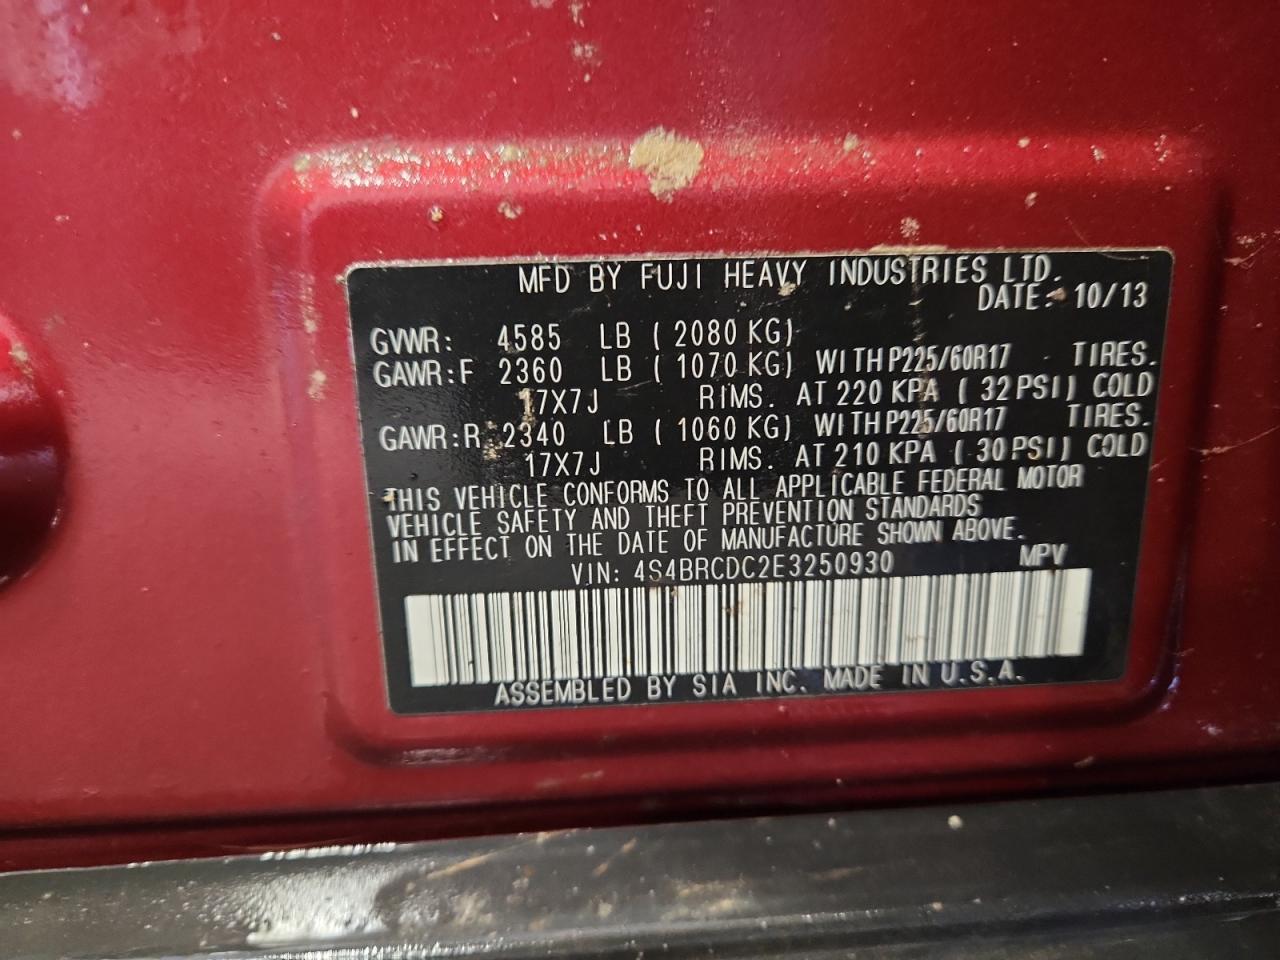 MFD BY FUJI HEAVY INDUSTRIES LTD.
DATE: 10/13
GVWR: 4585 LB ( 2080 KG)
GAWR:F 2360 LB ( 1070 KG) WITH P225/60R17 TIRES.
17X7J RIMS. AT 220 KPA ( 32 PSI) COLD
GAWR:R 2340 LB ( 1060 KG) WITH P225/60R17 TIRES.
17X7J RIMS. AT 210 KPA ( 30 PSI) COLD
THIS VEHICLE CONFORMS TO ALL APPLICABLE FEDERAL MOTOR
VEHICLE SAFETY AND THEFT PREVENTION STANDARDS
IN EFFECT ON THE DATE OF MANUFACTURE SHOWN ABOVE.
VIN: 4S4BRCDC2E3250930 MPV
ASSEMBLED BY SIA INC. MADE IN U.S.A.